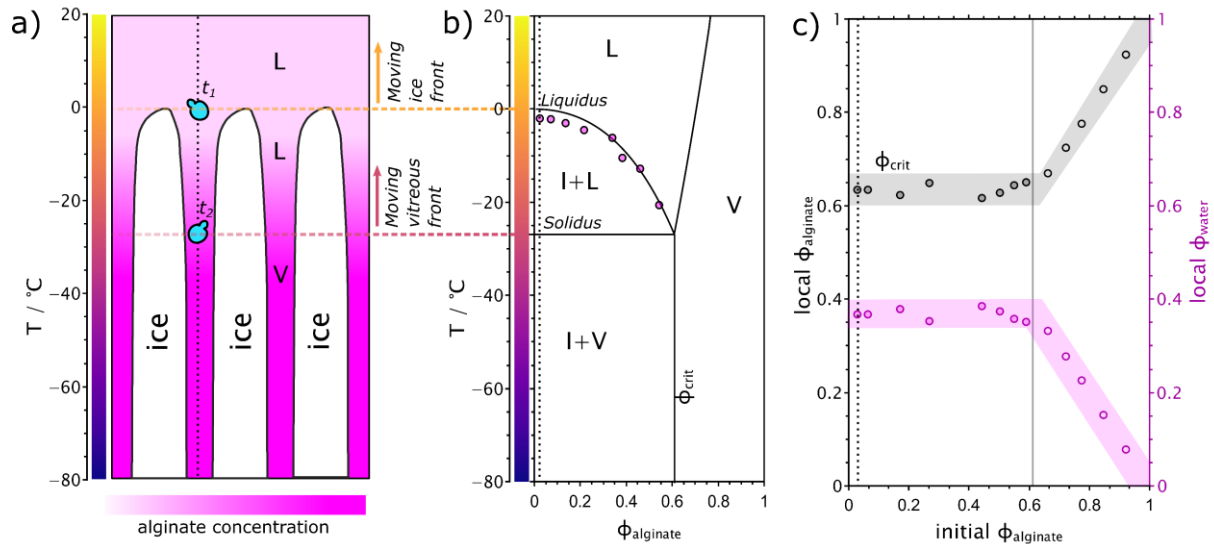 a)
20
0
−20
−40
−60
−80
T / °C
L
t1
L
t2
V
ice
ice
ice
alginate concentration
Moving
ice
front
Moving
vitreous
front
b)
20
0
−20
−40
−60
−80
T / °C
L
Liquidus
I+L
V
Solidus
I+V
ϕcrit
0 0.2 0.4 0.6 0.8 1
ϕalginate
c)
1
0.8
0.6
0.4
0.2
0
local ϕalginate
ϕcrit
1
0.8
0.6
0.4
0.2
0
local ϕwater
0 0.2 0.4 0.6 0.8 1
initial ϕalginate